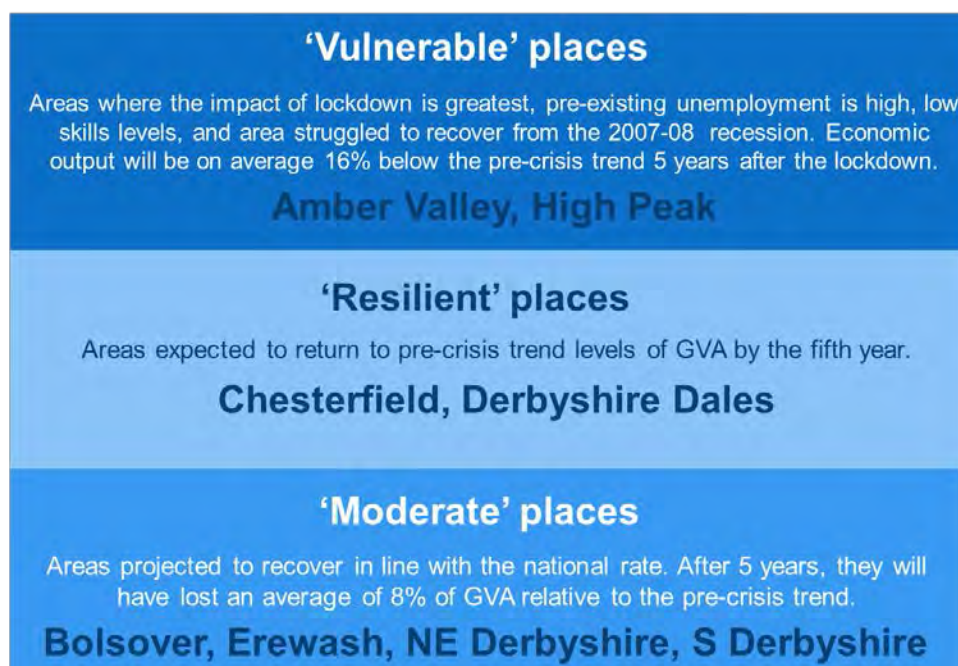 ‘Vulnerable’ places
Areas where the impact of lockdown is greatest, pre-existing unemployment is high, low
skills levels, and area struggled to recover from the 2007-08 recession. Economic
output will be on average 16% below the pre-crisis trend 5 years after the lockdown.
Amber Valley, High Peak
‘Resilient’ places
Areas expected to return to pre-crisis trend levels of GVA by the fifth year.
Chesterfield, Derbyshire Dales
‘Moderate’ places
Areas projected to recover in line with the national rate. After 5 years, they will
have lost an average of 8% of GVA relative to the pre-crisis trend.
Bolsover, Erewash, NE Derbyshire, S Derbyshire